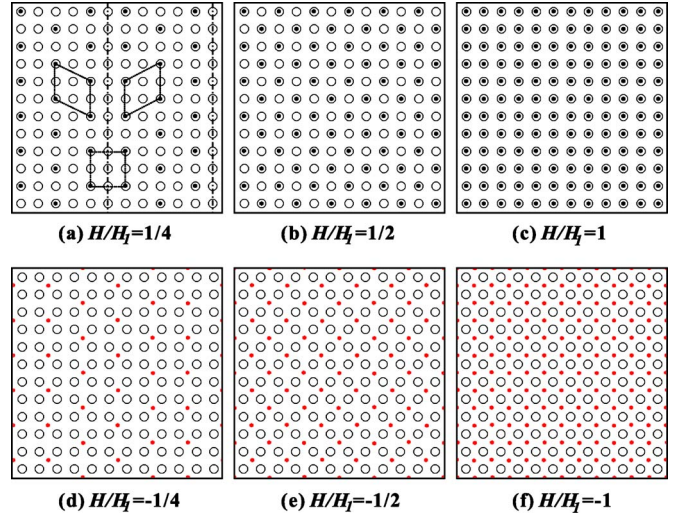 (a) H/H₁=1/4
(b) H/H₁=1/2
(c) H/H₁=1
(d) H/H₁=-1/4
(e) H/H₁=-1/2
(f) H/H₁=-1